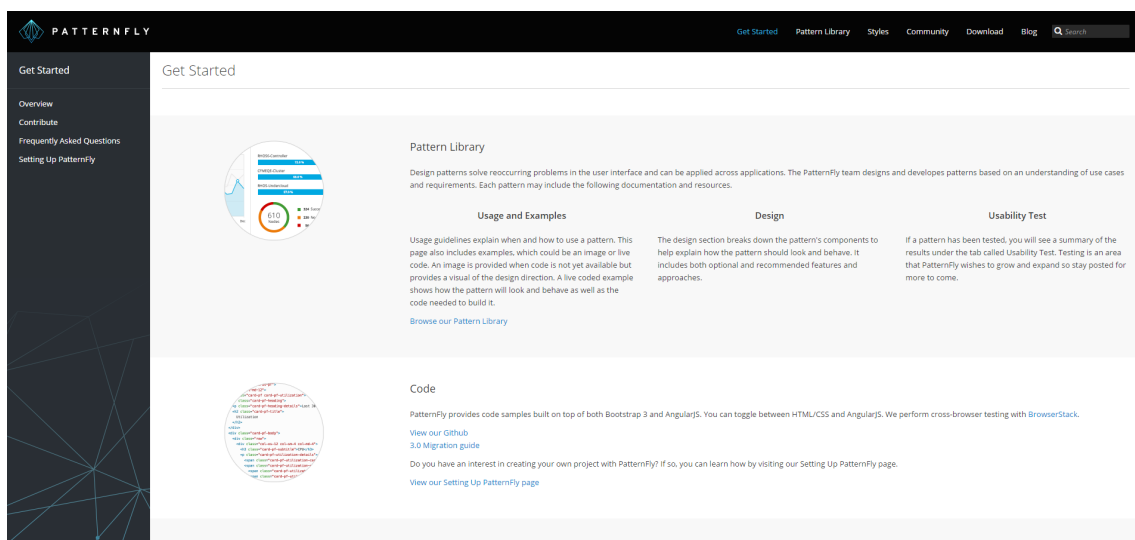 PATTERNFLY
Get Started
Pattern Library
Styles
Community
Download
Blog
Search
Get Started
Overview
Contribute
Frequently Asked Questions
Setting Up PatternFly
Get Started
Pattern Library
Design patterns solve reoccurring problems in the user interface and can be applied across applications. The PatternFly team designs and developes patterns based on an understanding of use cases
and requirements. Each pattern may include the following documentation and resources.
Usage and Examples
Usage guidelines explain when and how to use a pattern. This
page also includes examples, which could be an image or live
code. An image is provided when code is not yet available but
provides a visual of the design direction. A live coded example
shows how the pattern will look and behave as well as the
code needed to build it.
Browse our Pattern Library
Design
The design section breaks down the pattern's components to
help explain how the pattern should look and behave. It
includes both optional and recommended features and
approaches.
Usability Test
If a pattern has been tested, you will see a summary of the
results under the tab called Usability Test. Testing is an area
that PatternFly wishes to grow and expand so stay posted for
more to come.
610
Code
PatternFly provides code samples built on top of both Bootstrap 3 and AngularJS. You can toggle between HTML/CSS and AngularJS. We perform cross-browser testing with BrowserStack.
View our Github
3.0 Migration guide
Do you have an interest in creating your own project with PatternFly? If so, you can learn how by visiting our Setting Up PatternFly page.
View our Setting Up PatternFly page